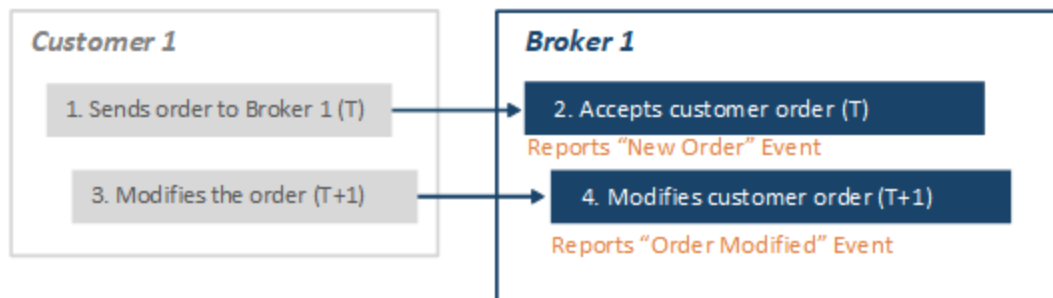 Customer 1
Broker 1
1. Sends order to Broker 1 (T)
2. Accepts customer order (T)
Reports “New Order” Event
3. Modifies the order (T+1)
4. Modifies customer order (T+1)
Reports “Order Modified” Event